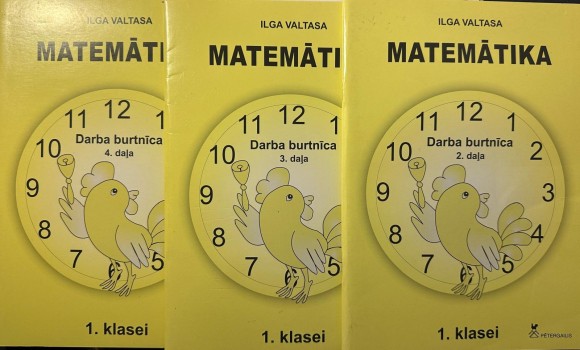 ILGA VALTASA
MATEMĀTI
11 12
Darba burtnīca
10
4. daļa
9
8
7 5
1. klasei
ILGA VALTASA
MATEMĀTI
11 12
Darba burtnīca
10
3. daļa
9
8
7 5
1. klasei
ILGA VALTASA
MATEMĀTIKA
11 12 1
Darba burtnīca
10 2
2. daļa
9 3
8 4
7 5
1. klasei
PĒTERGAILIS